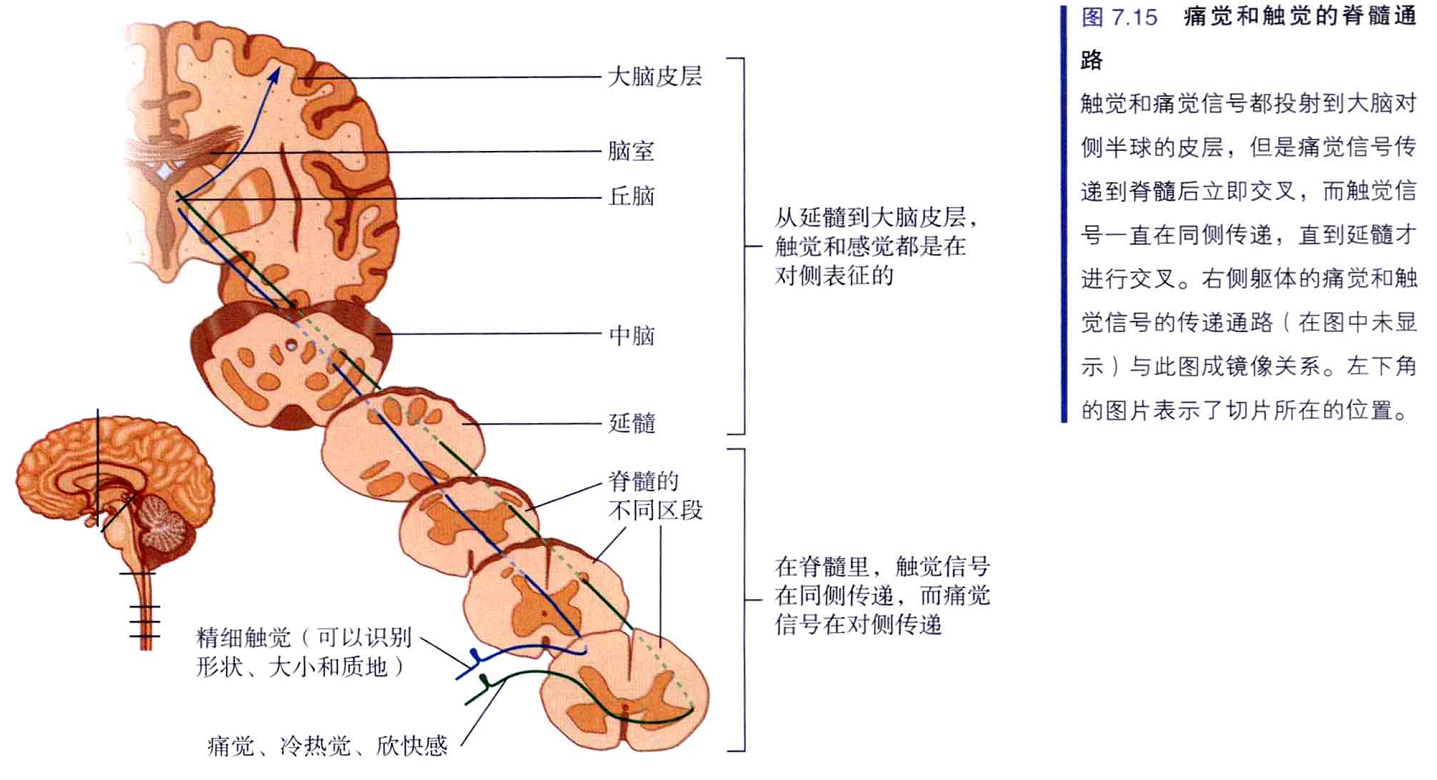 大脑皮层
脑室
丘脑
中脑
延髓
脊髓的
不同区段
从延髓到大脑皮层,
触觉和感觉都是在
对侧表征的
在脊髓里，触觉信号
在同侧传递，而痛觉
信号在对侧传递
精细触觉（可以识别
形状、大小和质地）
痛觉、冷热觉、欣快感
图 7.15 痛觉和触觉的脊髓通
路
触觉和痛觉信号都投射到大脑对
侧半球的皮层，但是痛觉信号传
递到脊髓后立即交叉，而触觉信
号一直在同侧传递，直到延髓才
进行交叉。右侧躯体的痛觉和触
觉信号的传递通路（在图中未显
示）与此图成镜像关系。左下角
的图片表示了切片所在的位置。